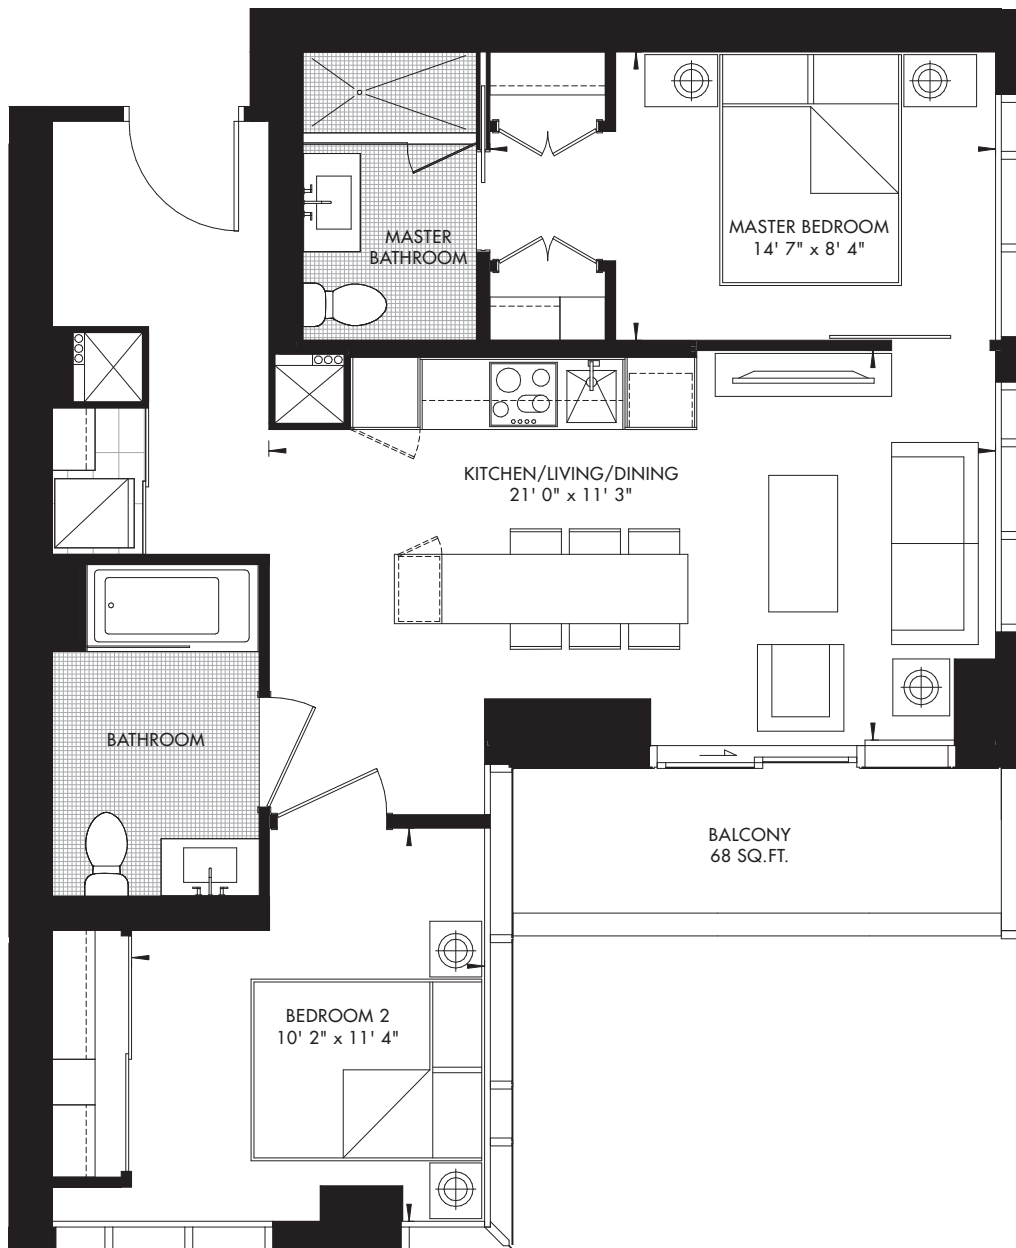 MASTER
BATHROOM
MASTER BEDROOM
14' 7" x 8' 4"
KITCHEN/LIVING/DINING
21' 0" x 11' 3"
BATHROOM
BALCONY
68 SQ.FT.
BEDROOM 2
10' 2" x 11' 4"